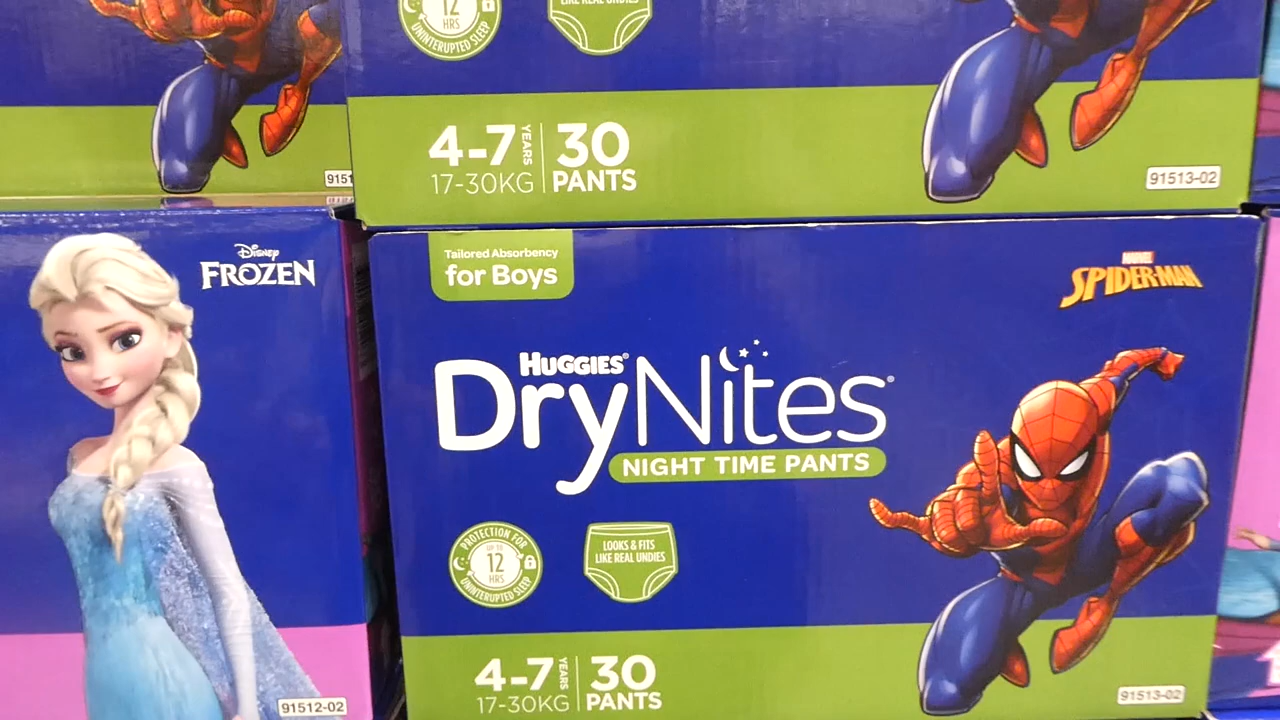 12
HRS
UNINTERUPTED SLEEP
LIKE REAL UNDIES
4-7 YEARS
17-30KG
30
PANTS
91513-02
Disney
FROZEN
91512-02
Tailored Absorbency
for Boys
MARVEL
SPIDER-MAN
HUGGIES®
DryNites®
NIGHT TIME PANTS
PROTECTION FOR
UP TO
12
HRS
UNINTERUPTED SLEEP
LOOKS & FITS
LIKE REAL UNDIES
4-7 YEARS
17-30KG
30
PANTS
91513-02